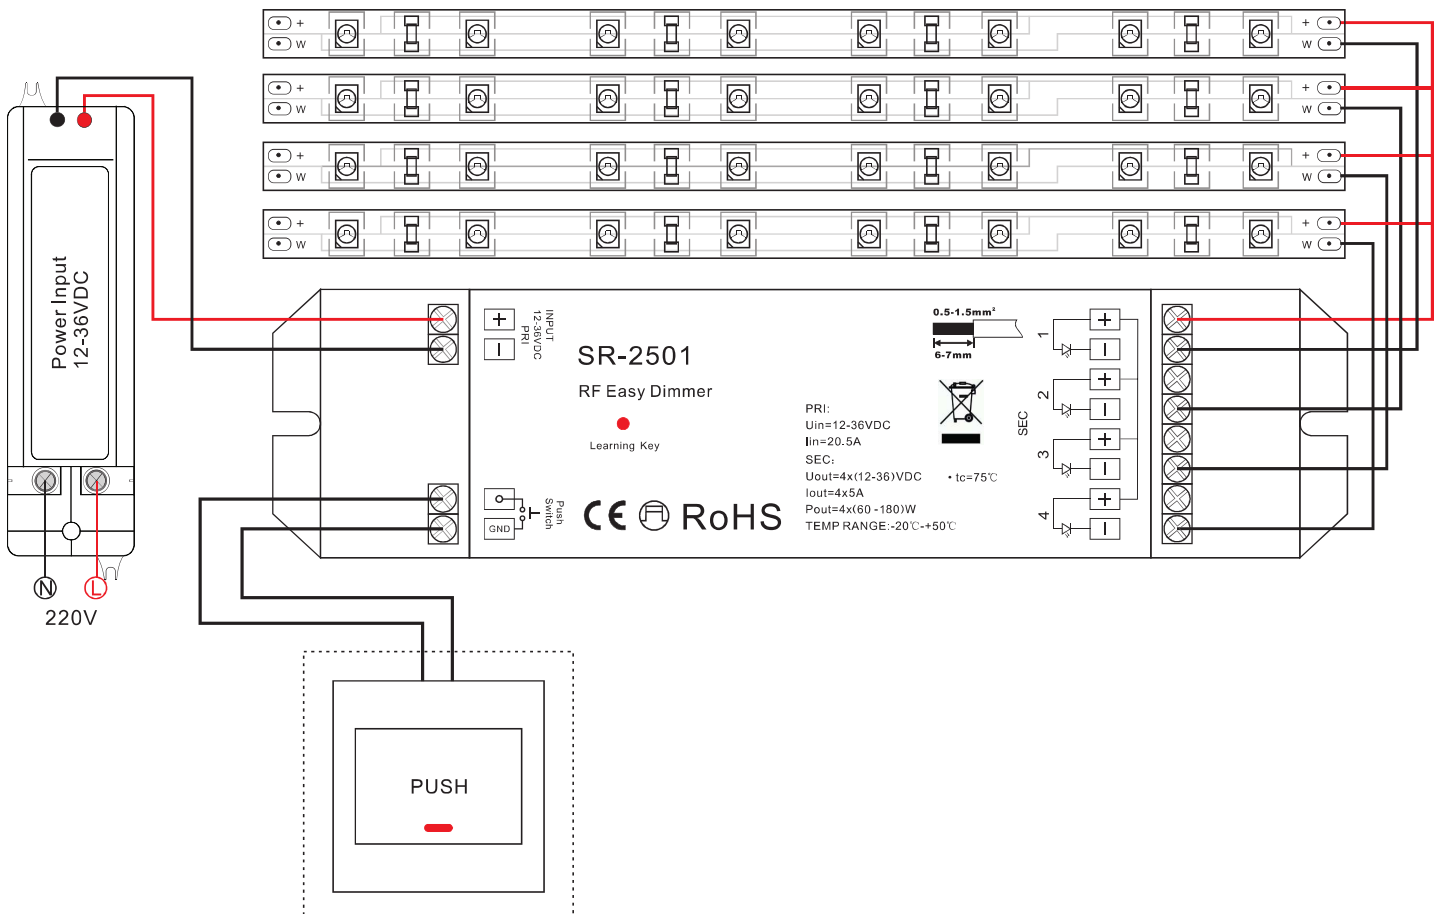 + +
W W
+ +
W W
+ +
W W
+ +
W W
Power Input
12-36VDC
N L
220V
INPUT
12-36VDC
PRI
+
−
SR-2501
RF Easy Dimmer
Learning Key
Push
Switch
GND
CE RoHS
0.5-1.5mm²
6-7mm
PRI:
Uin=12-36VDC
Iin=20.5A
SEC:
Uout=4x(12-36)VDC
Iout=4x5A
Pout=4x(60-180)W
TEMP RANGE:-20℃-+50℃
• tc=75℃
SEC
1 +
−
2 +
−
3 +
−
4 +
−
PUSH